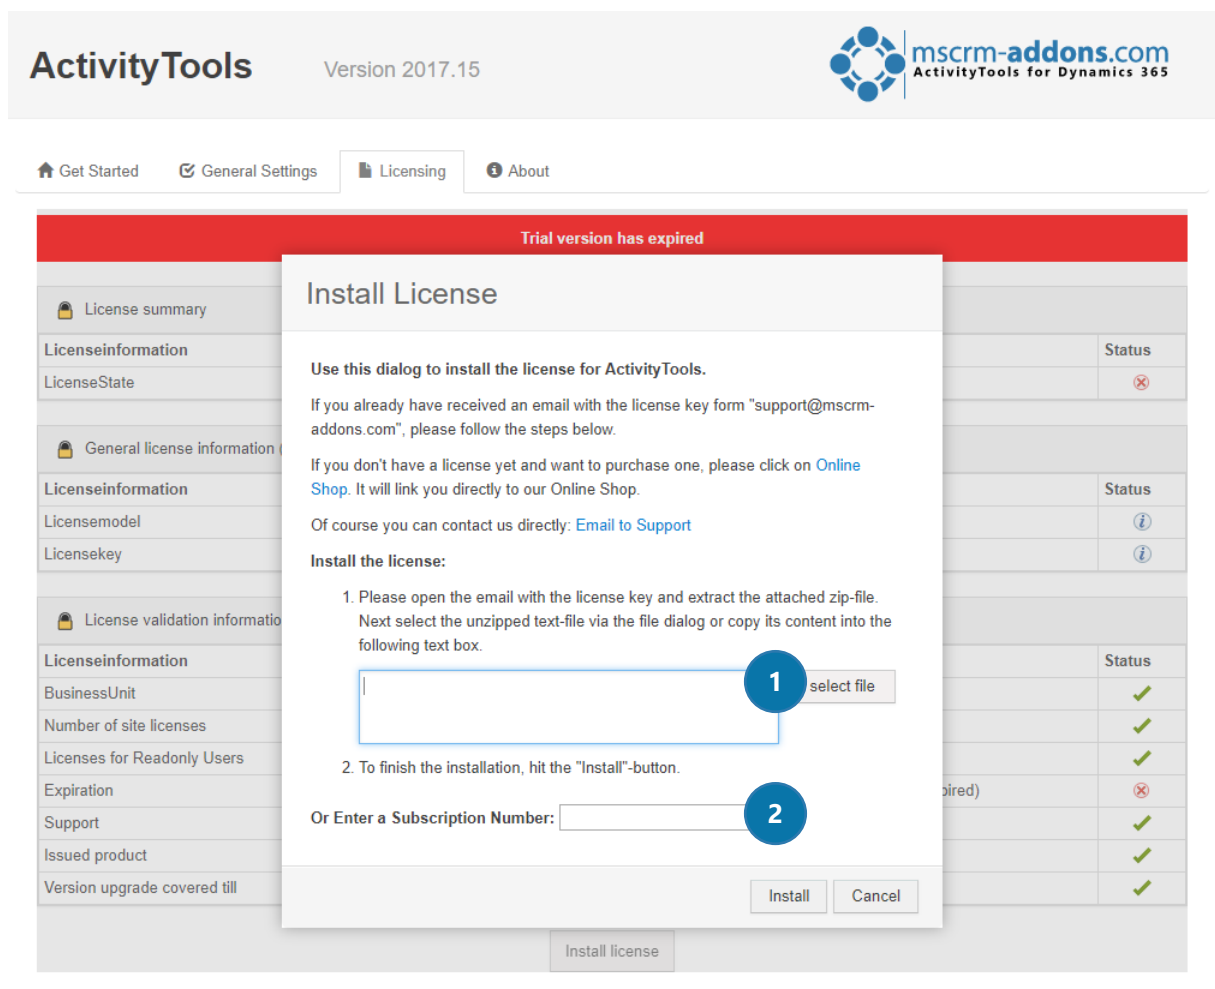 ActivityTools
Version 2017.15
mscrm-addons.com
ActivityTools for Dynamics 365
Get Started
General Settings
Licensing
About
Trial version has expired
License summary
Licenseinformation
Status
LicenseState
General license information (
Licenseinformation
Status
Licensemodel
Licensekey
License validation informatio
Licenseinformation
Status
BusinessUnit
Number of site licenses
Licenses for Readonly Users
Expiration
pired)
Support
Issued product
Version upgrade covered till
Install license
Install License
Use this dialog to install the license for ActivityTools.
If you already have received an email with the license key form "support@mscrm-
addons.com", please follow the steps below.
If you don't have a license yet and want to purchase one, please click on Online
Shop. It will link you directly to our Online Shop.
Of course you can contact us directly: Email to Support
Install the license:
1. Please open the email with the license key and extract the attached zip-file.
Next select the unzipped text-file via the file dialog or copy its content into the
following text box.
1
select file
2. To finish the installation, hit the "Install"-button.
Or Enter a Subscription Number:
2
Install
Cancel